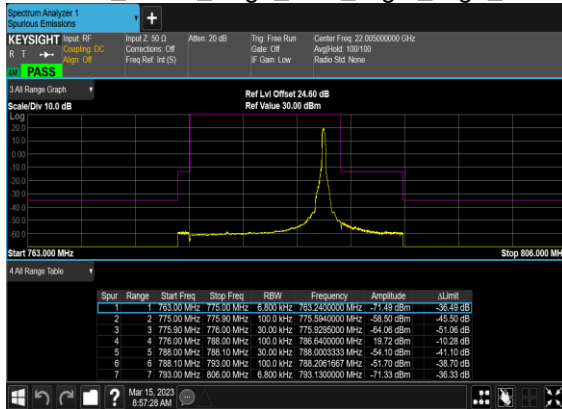 Spectrum Analyzer 1
Spurious Emissions
KEYSIGHT Input: RF
R T Coupling: DC
Align: Off
Input Z: 50 Ω
Corrections: Off
Freq Ref: Int (S)
Atten: 20 dB
Trig: Free Run
Gate: Off
IF Gain: Low
Center Freq: 22.005000000 GHz
Avg|Hold: 100/100
Radio Std: None
PASS
3 All Range Graph
Scale/Div 10.0 dB
Ref Lvl Offset 24.60 dB
Ref Value 30.00 dBm
Log
20.0
10.0
0.00
-10.0
-20.0
-30.0
-40.0
-50.0
-60.0
Start 763.000 MHz
Stop 806.000 MH
4 All Range Table
Spur Range Start Freq Stop Freq RBW Frequency Amplitude ΔLimit
1 1 763.00 MHz 775.00 MHz 6.800 kHz 763.2400000 MHz -71.49 dBm -36.49 dB
2 2 775.00 MHz 775.90 MHz 100.0 kHz 775.5940000 MHz -58.50 dBm -45.50 dB
3 3 775.90 MHz 776.00 MHz 30.00 kHz 775.9295000 MHz -64.06 dBm -51.06 dB
4 4 776.00 MHz 788.00 MHz 100.0 kHz 786.6400000 MHz 19.72 dBm -10.28 dB
5 5 788.00 MHz 788.10 MHz 30.00 kHz 788.0003333 MHz -54.10 dBm -41.10 dB
6 6 788.10 MHz 793.00 MHz 100.0 kHz 788.2061667 MHz -51.70 dBm -38.70 dB
7 7 793.00 MHz 806.00 MHz 6.800 kHz 793.1300000 MHz -71.33 dBm -36.33 dB
Mar 15, 2023
8:57:28 AM